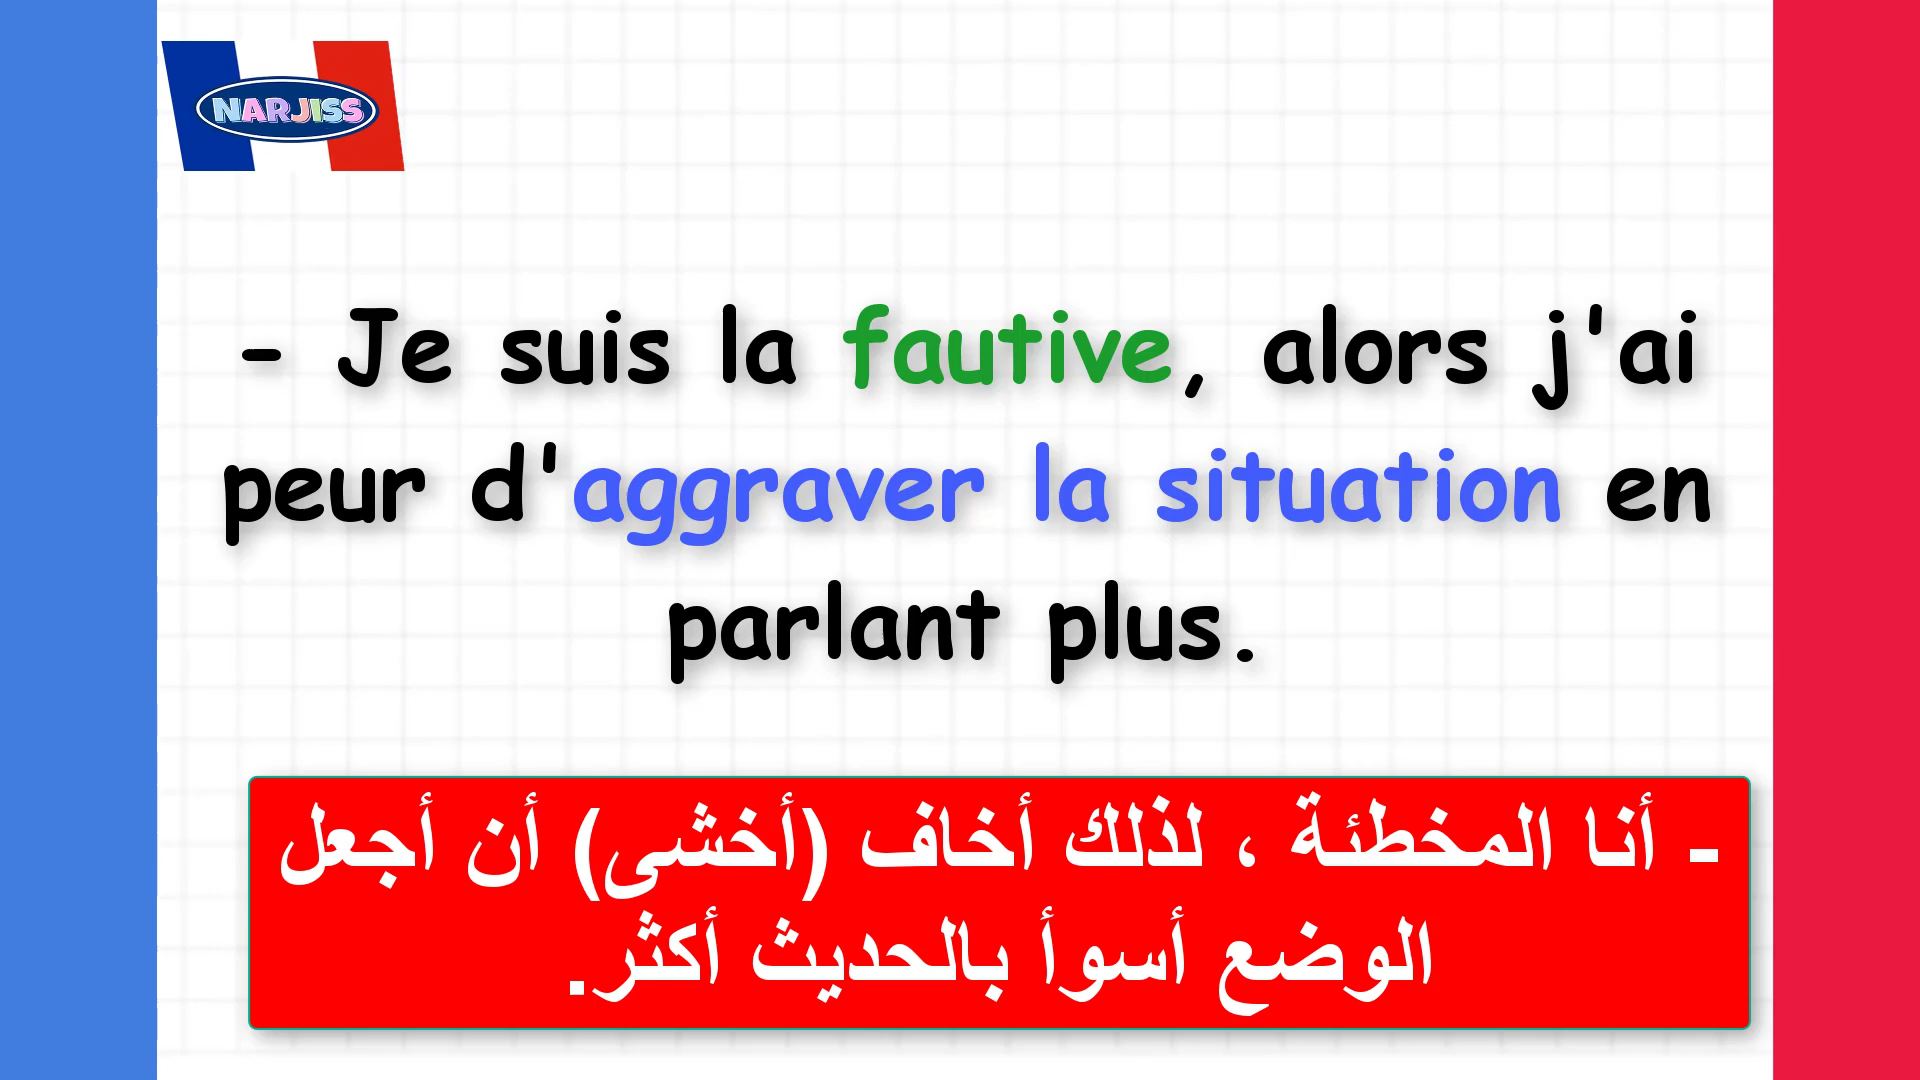 NARJISS
- Je suis la fautive, alors j'ai
peur d'aggraver la situation en
parlant plus.
- أنا المخطئة ، لذلك أخاف (أخشى) أن أجعل
الوضع أسوأ بالحديث أكثر.